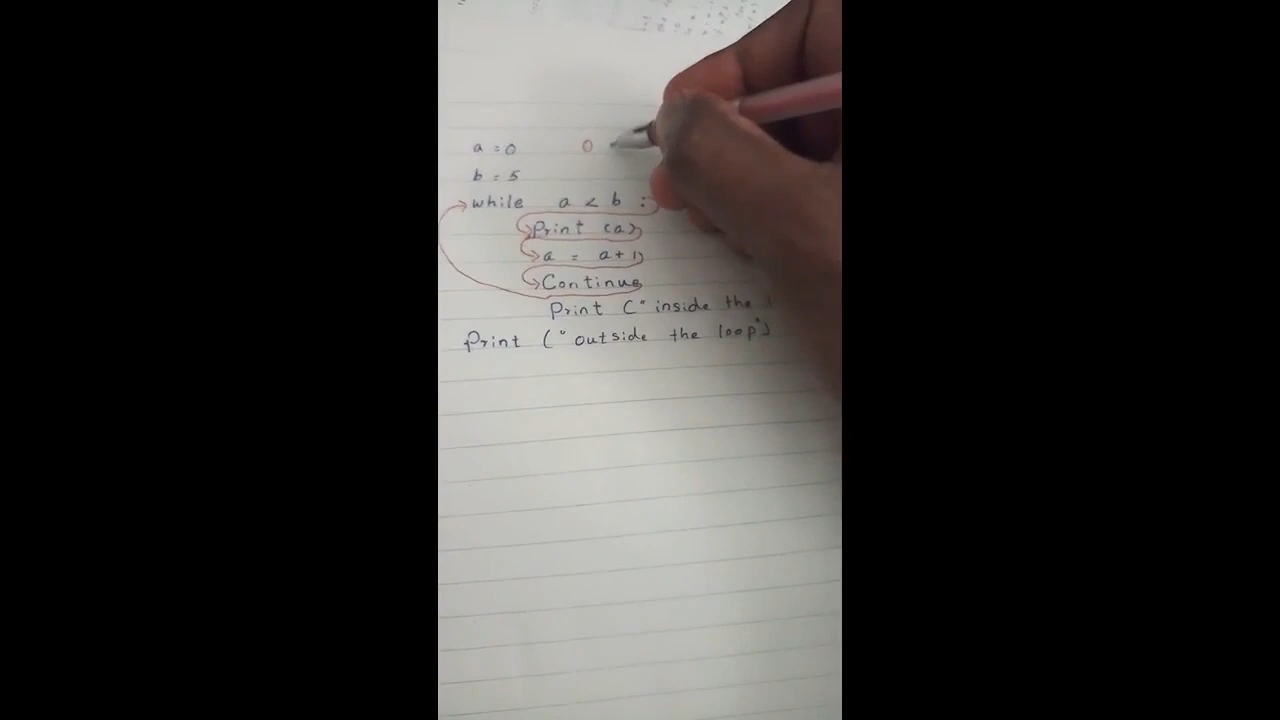 a = 0 0
b = 5
while a < b :
Print (a)
a = a + 1
Continue
Print (" inside the
Print (" outside the loop")